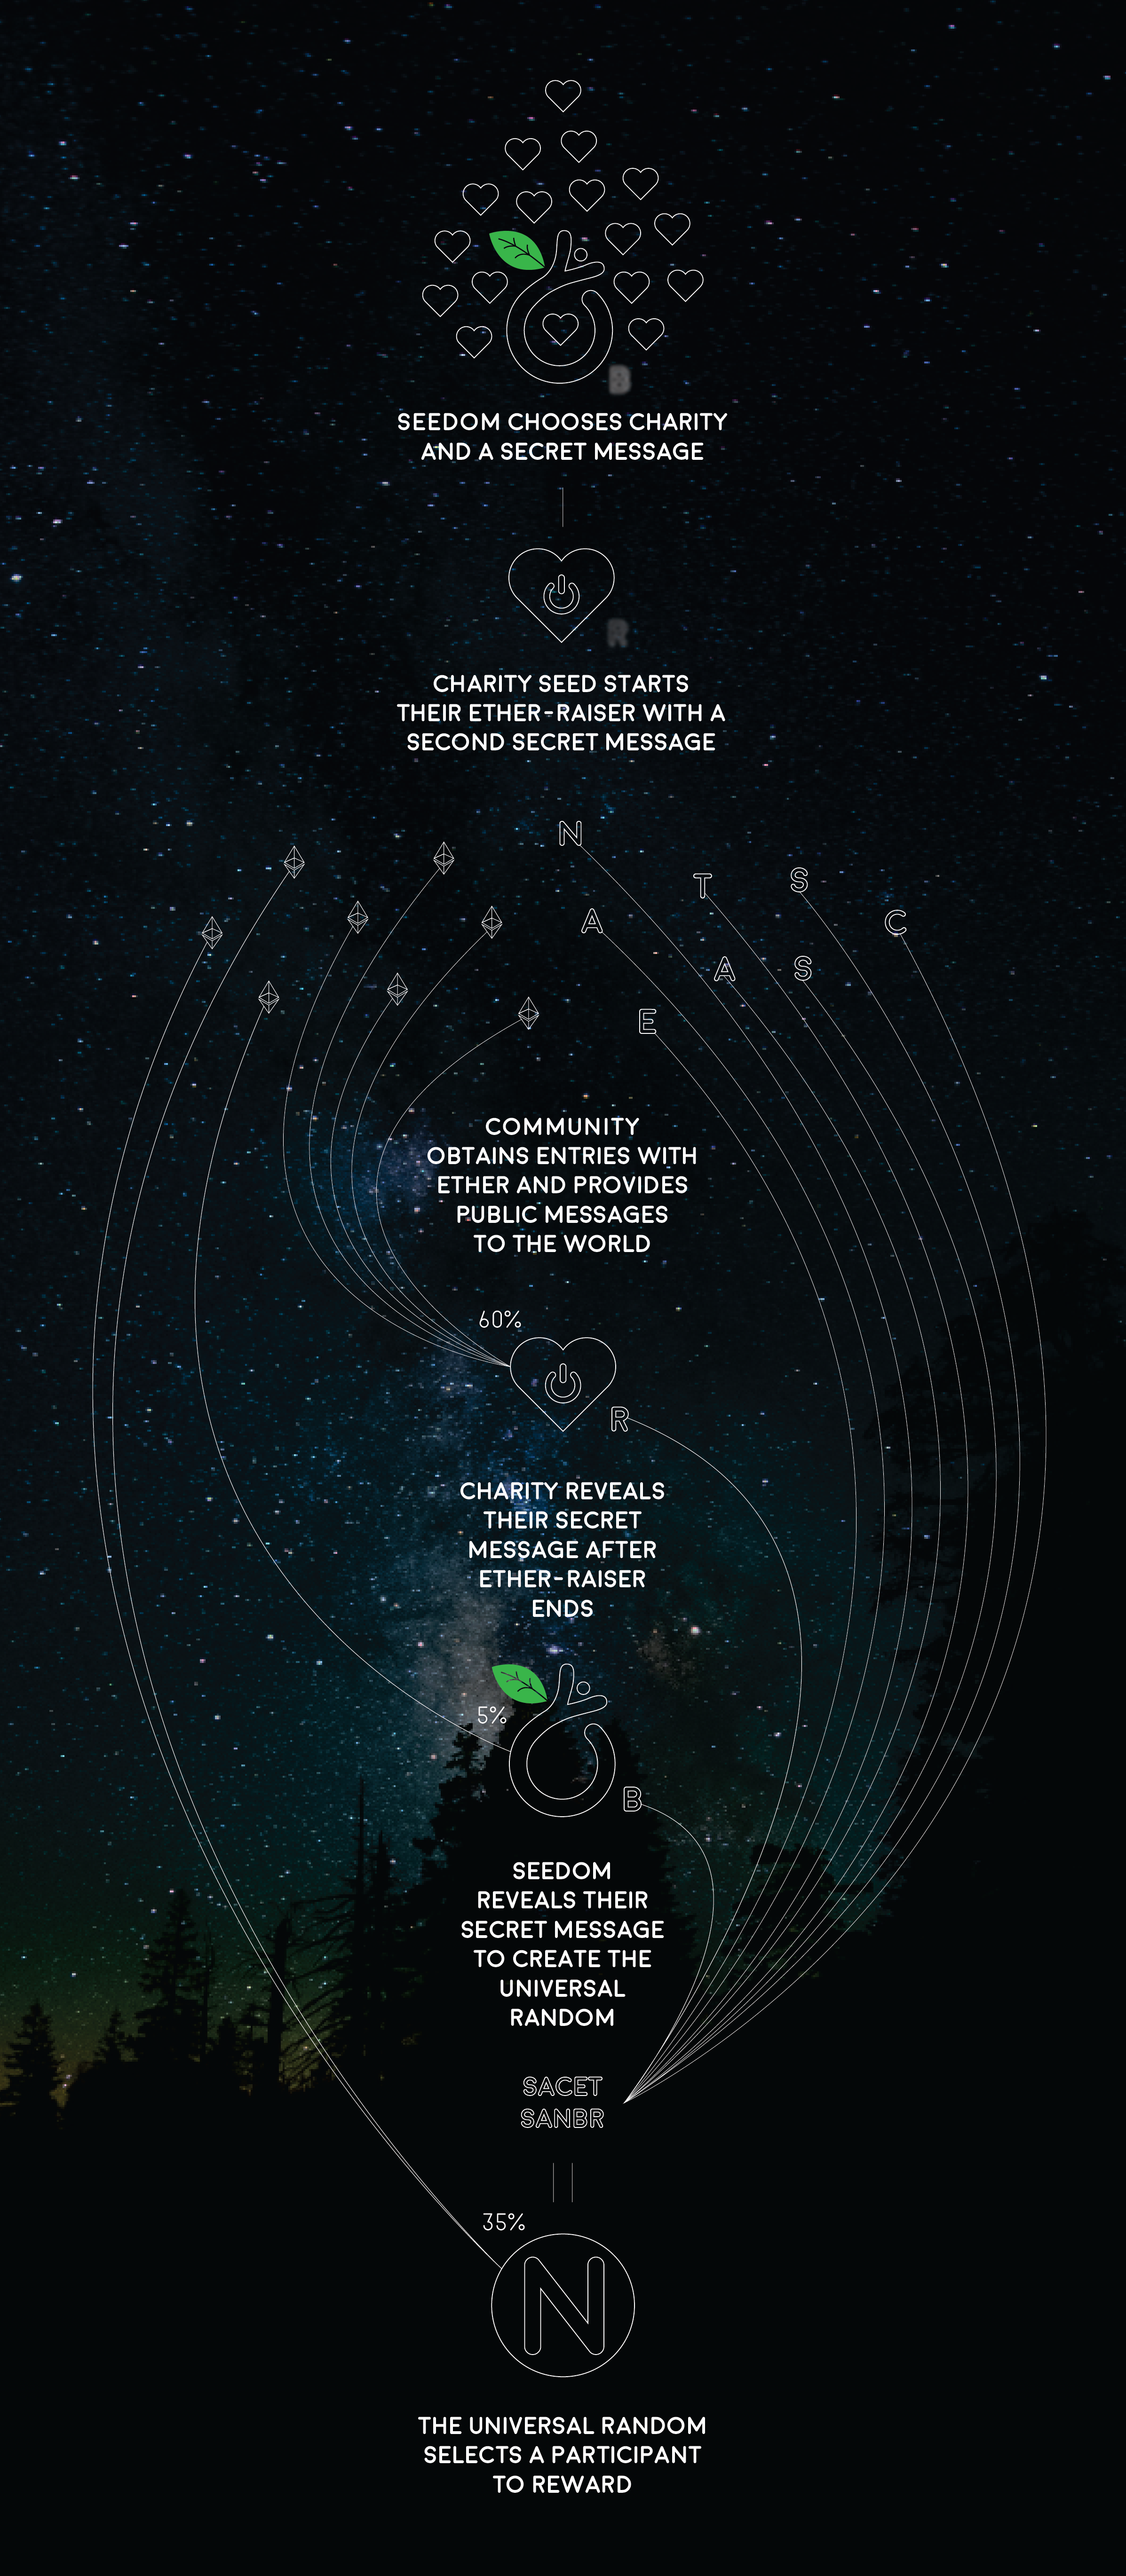 B
SEEDOM CHOOSES CHARITY
AND A SECRET MESSAGE
R
CHARITY SEED STARTS
THEIR ETHER-RAISER WITH A
SECOND SECRET MESSAGE
N
T
S
A
C
A
S
E
COMMUNITY
OBTAINS ENTRIES WITH
ETHER AND PROVIDES
PUBLIC MESSAGES
TO THE WORLD
60%
R
CHARITY REVEALS
THEIR SECRET
MESSAGE AFTER
ETHER-RAISER
ENDS
5%
B
SEEDOM
REVEALS THEIR
SECRET MESSAGE
TO CREATE THE
UNIVERSAL
RANDOM
SACET
SANBR
35%
N
THE UNIVERSAL RANDOM
SELECTS A PARTICIPANT
TO REWARD